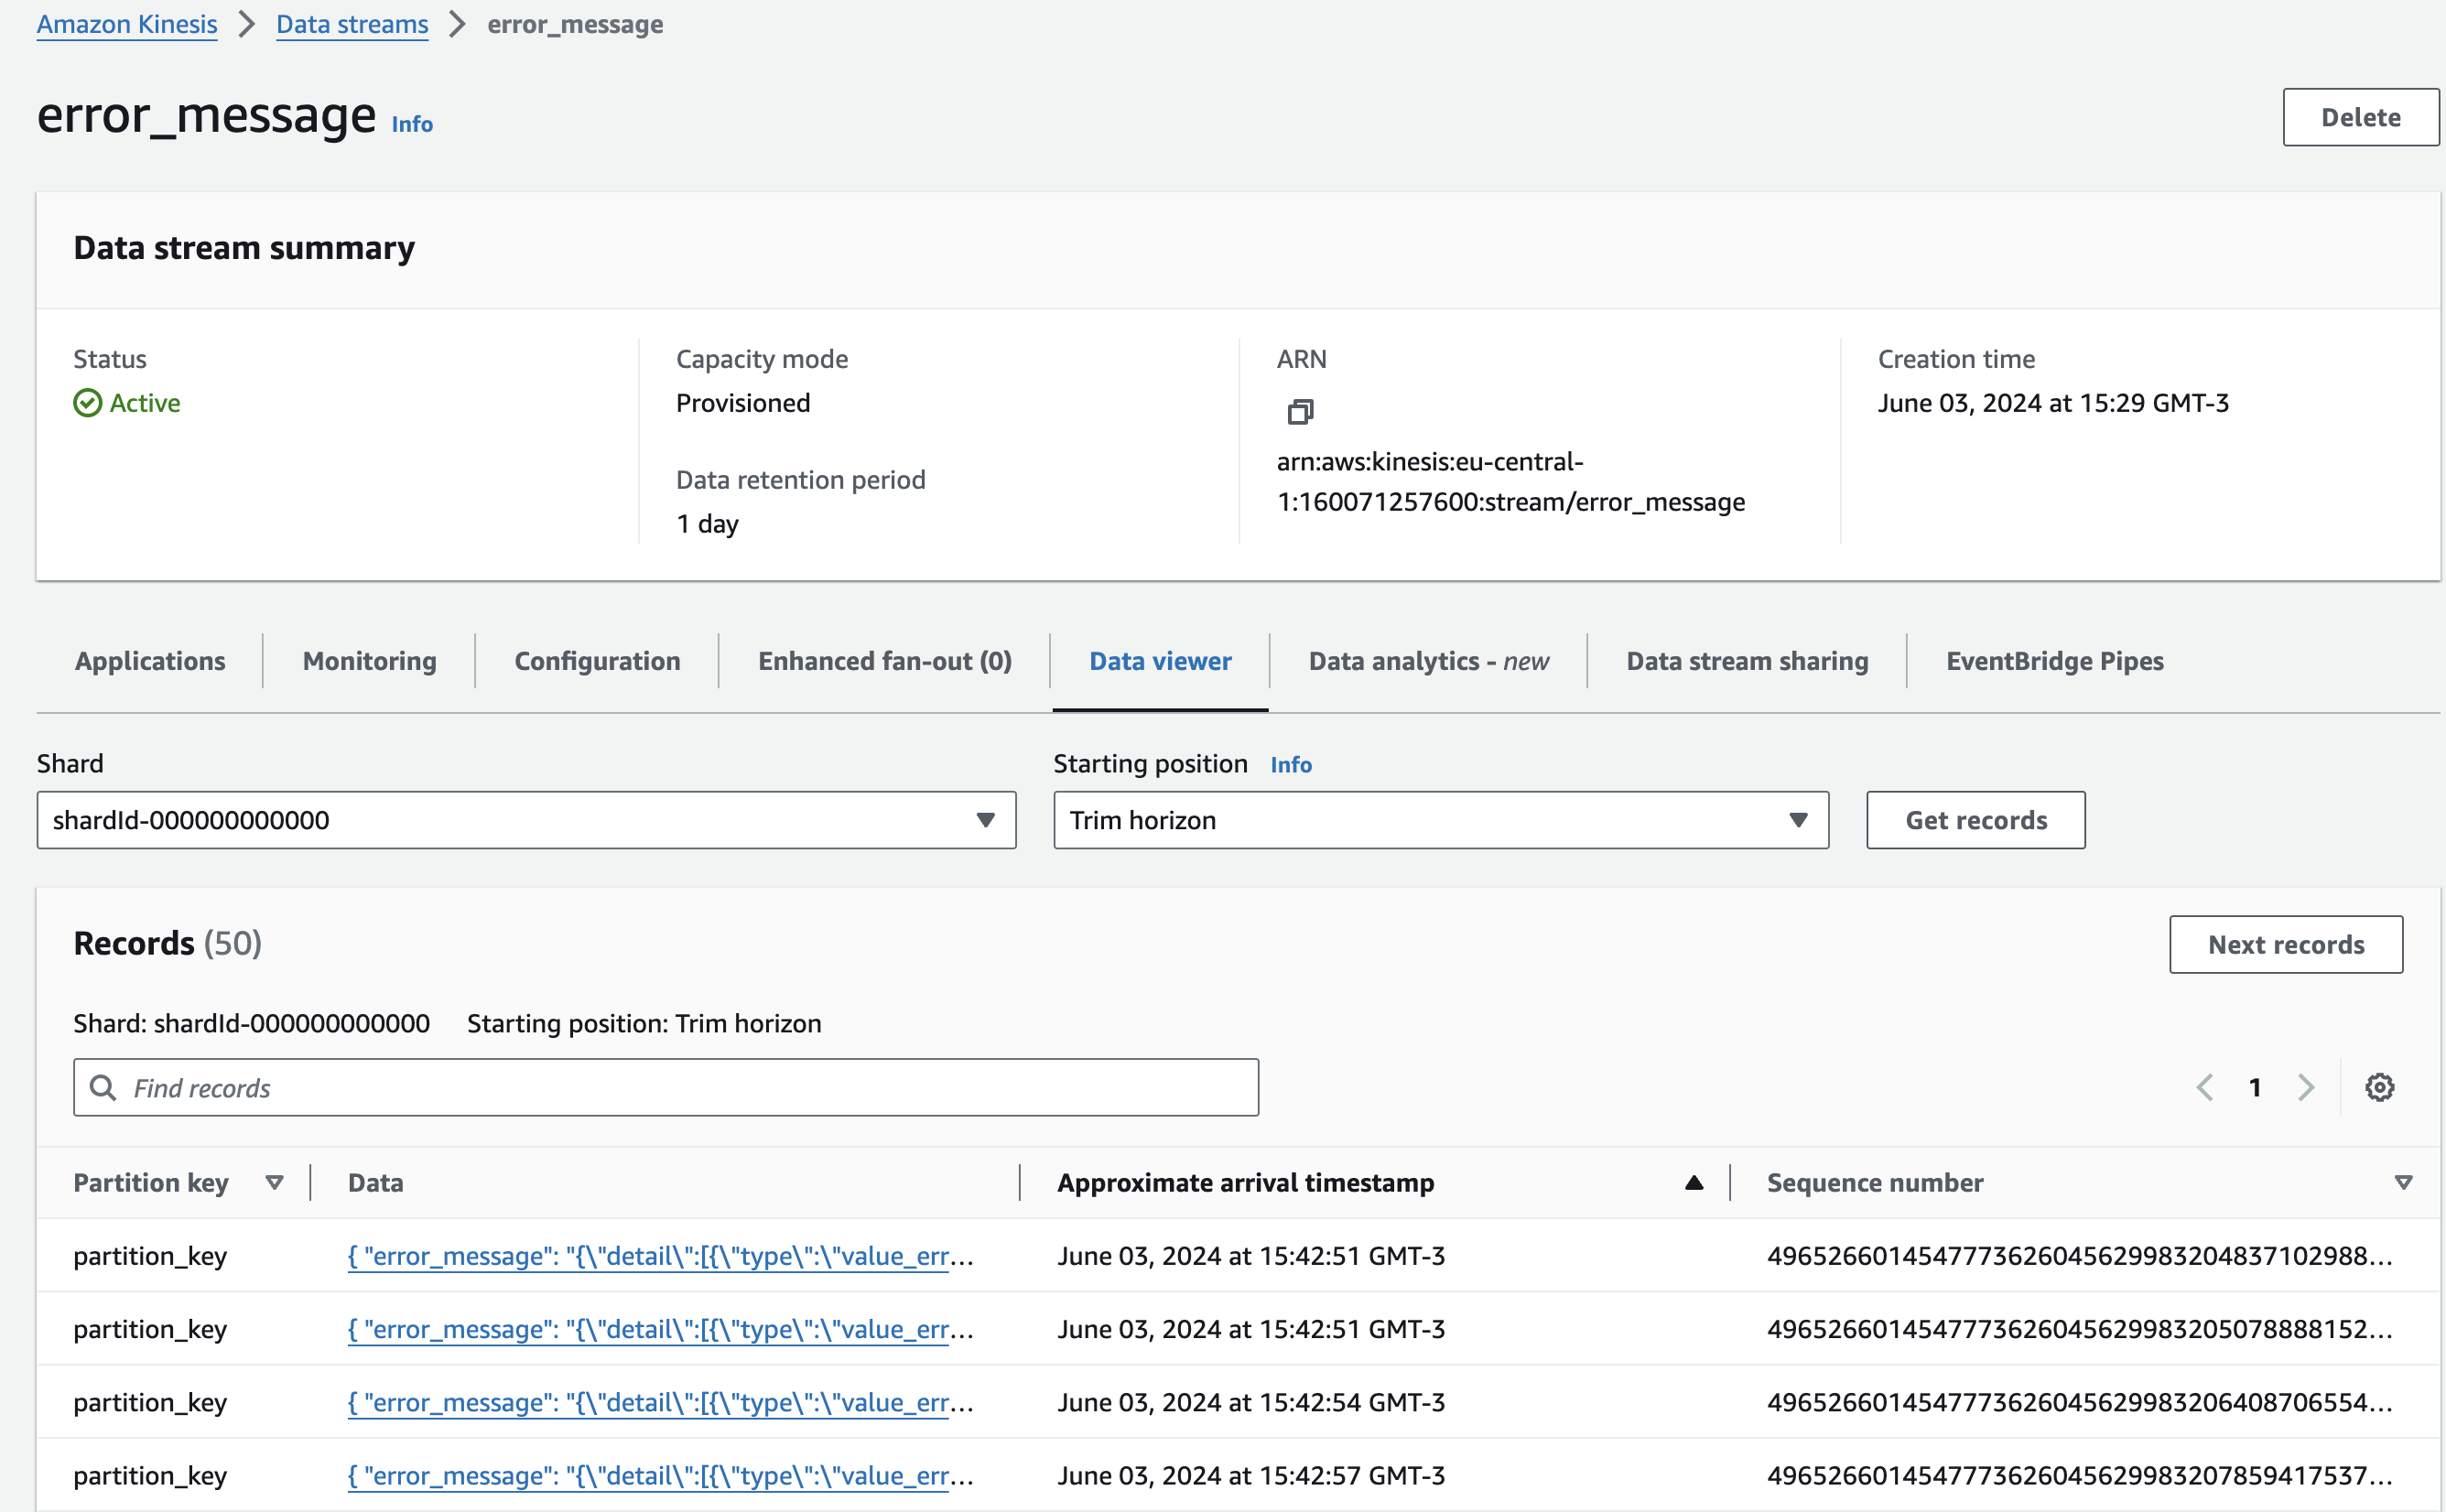 Amazon Kinesis > Data streams > error_message
error_message Info
Delete
Data stream summary
Status
Active
Capacity mode
Provisioned
Data retention period
1 day
ARN
arn:aws:kinesis:eu-central-
1:160071257600:stream/error_message
Creation time
June 03, 2024 at 15:29 GMT-3
Applications Monitoring Configuration Enhanced fan-out (0) Data viewer Data analytics - new Data stream sharing EventBridge Pipes
Shard
shardId-000000000000
Starting position Info
Trim horizon
Get records
Records (50)
Next records
Shard: shardId-000000000000 Starting position: Trim horizon
Find records
1
Partition key Data Approximate arrival timestamp Sequence number
partition_key { "error_message": "{\"detail\":[{\"type\":\"value_err... June 03, 2024 at 15:42:51 GMT-3 49652660145477736260456299832048371029​88...
partition_key { "error_message": "{\"detail\":[{\"type\":\"value_err... June 03, 2024 at 15:42:51 GMT-3 4965266014547773626045629983205078888152...
partition_key { "error_message": "{\"detail\":[{\"type\":\"value_err... June 03, 2024 at 15:42:54 GMT-3 4965266014547773626045629983206408706554...
partition_key { "error_message": "{\"detail\":[{\"type\":\"value_err... June 03, 2024 at 15:42:57 GMT-3 4965266014547773626045629983207859417537...